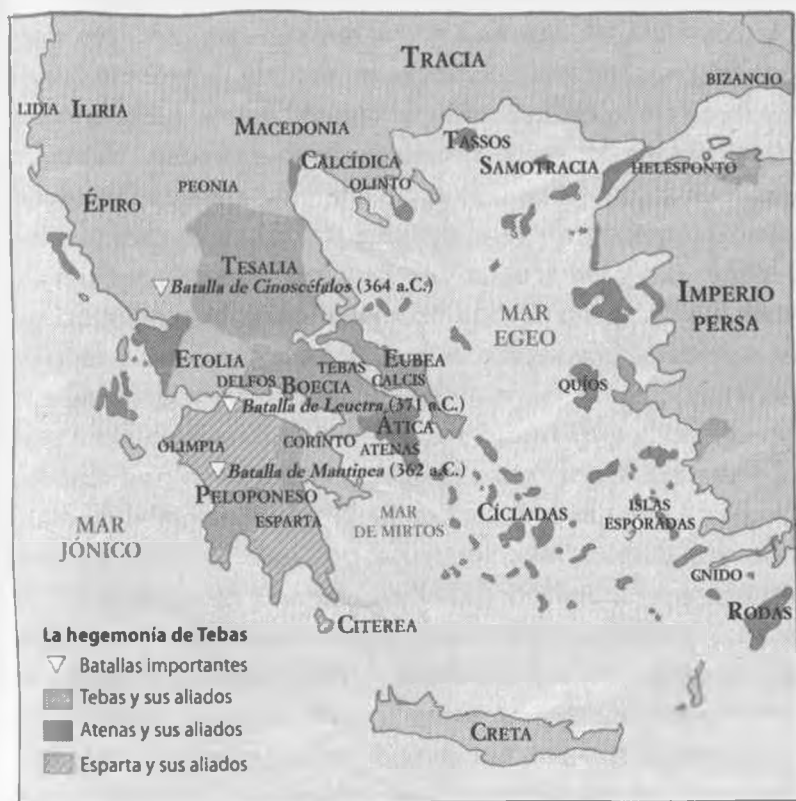 TRACIA
BIZANCIO
LIDIA ILIRIA
MACEDONIA
TASSOS
CALCÍDICA
SAMOTRACIA
HELESPONTO
OLINTO
PEONIA
ÉPIRO
TESALIA
Batalla de Cinoscéfalos (364 a.C.)
IMPERIO
PERSA
MAR
EGEO
ETOLIA
TEBAS
EUBEA
DELFOS
BOECIA
CALCIS
QUÍOS
Batalla de Leuctra (371 a.C.)
ÁTICA
OLIMPIA
CORINTO
ATENAS
Batalla de Mantinea (362 a.C.)
PELOPONESO
ESPARTA
MAR
DE MIRTOS
CÍCLADAS
ISLAS
ESPÓRADAS
MAR
JÓNICO
CNIDO
RODAS
CITEREA
La hegemonía de Tebas
Batallas importantes
Tebas y sus aliados
Atenas y sus aliados
Esparta y sus aliados
CRETA